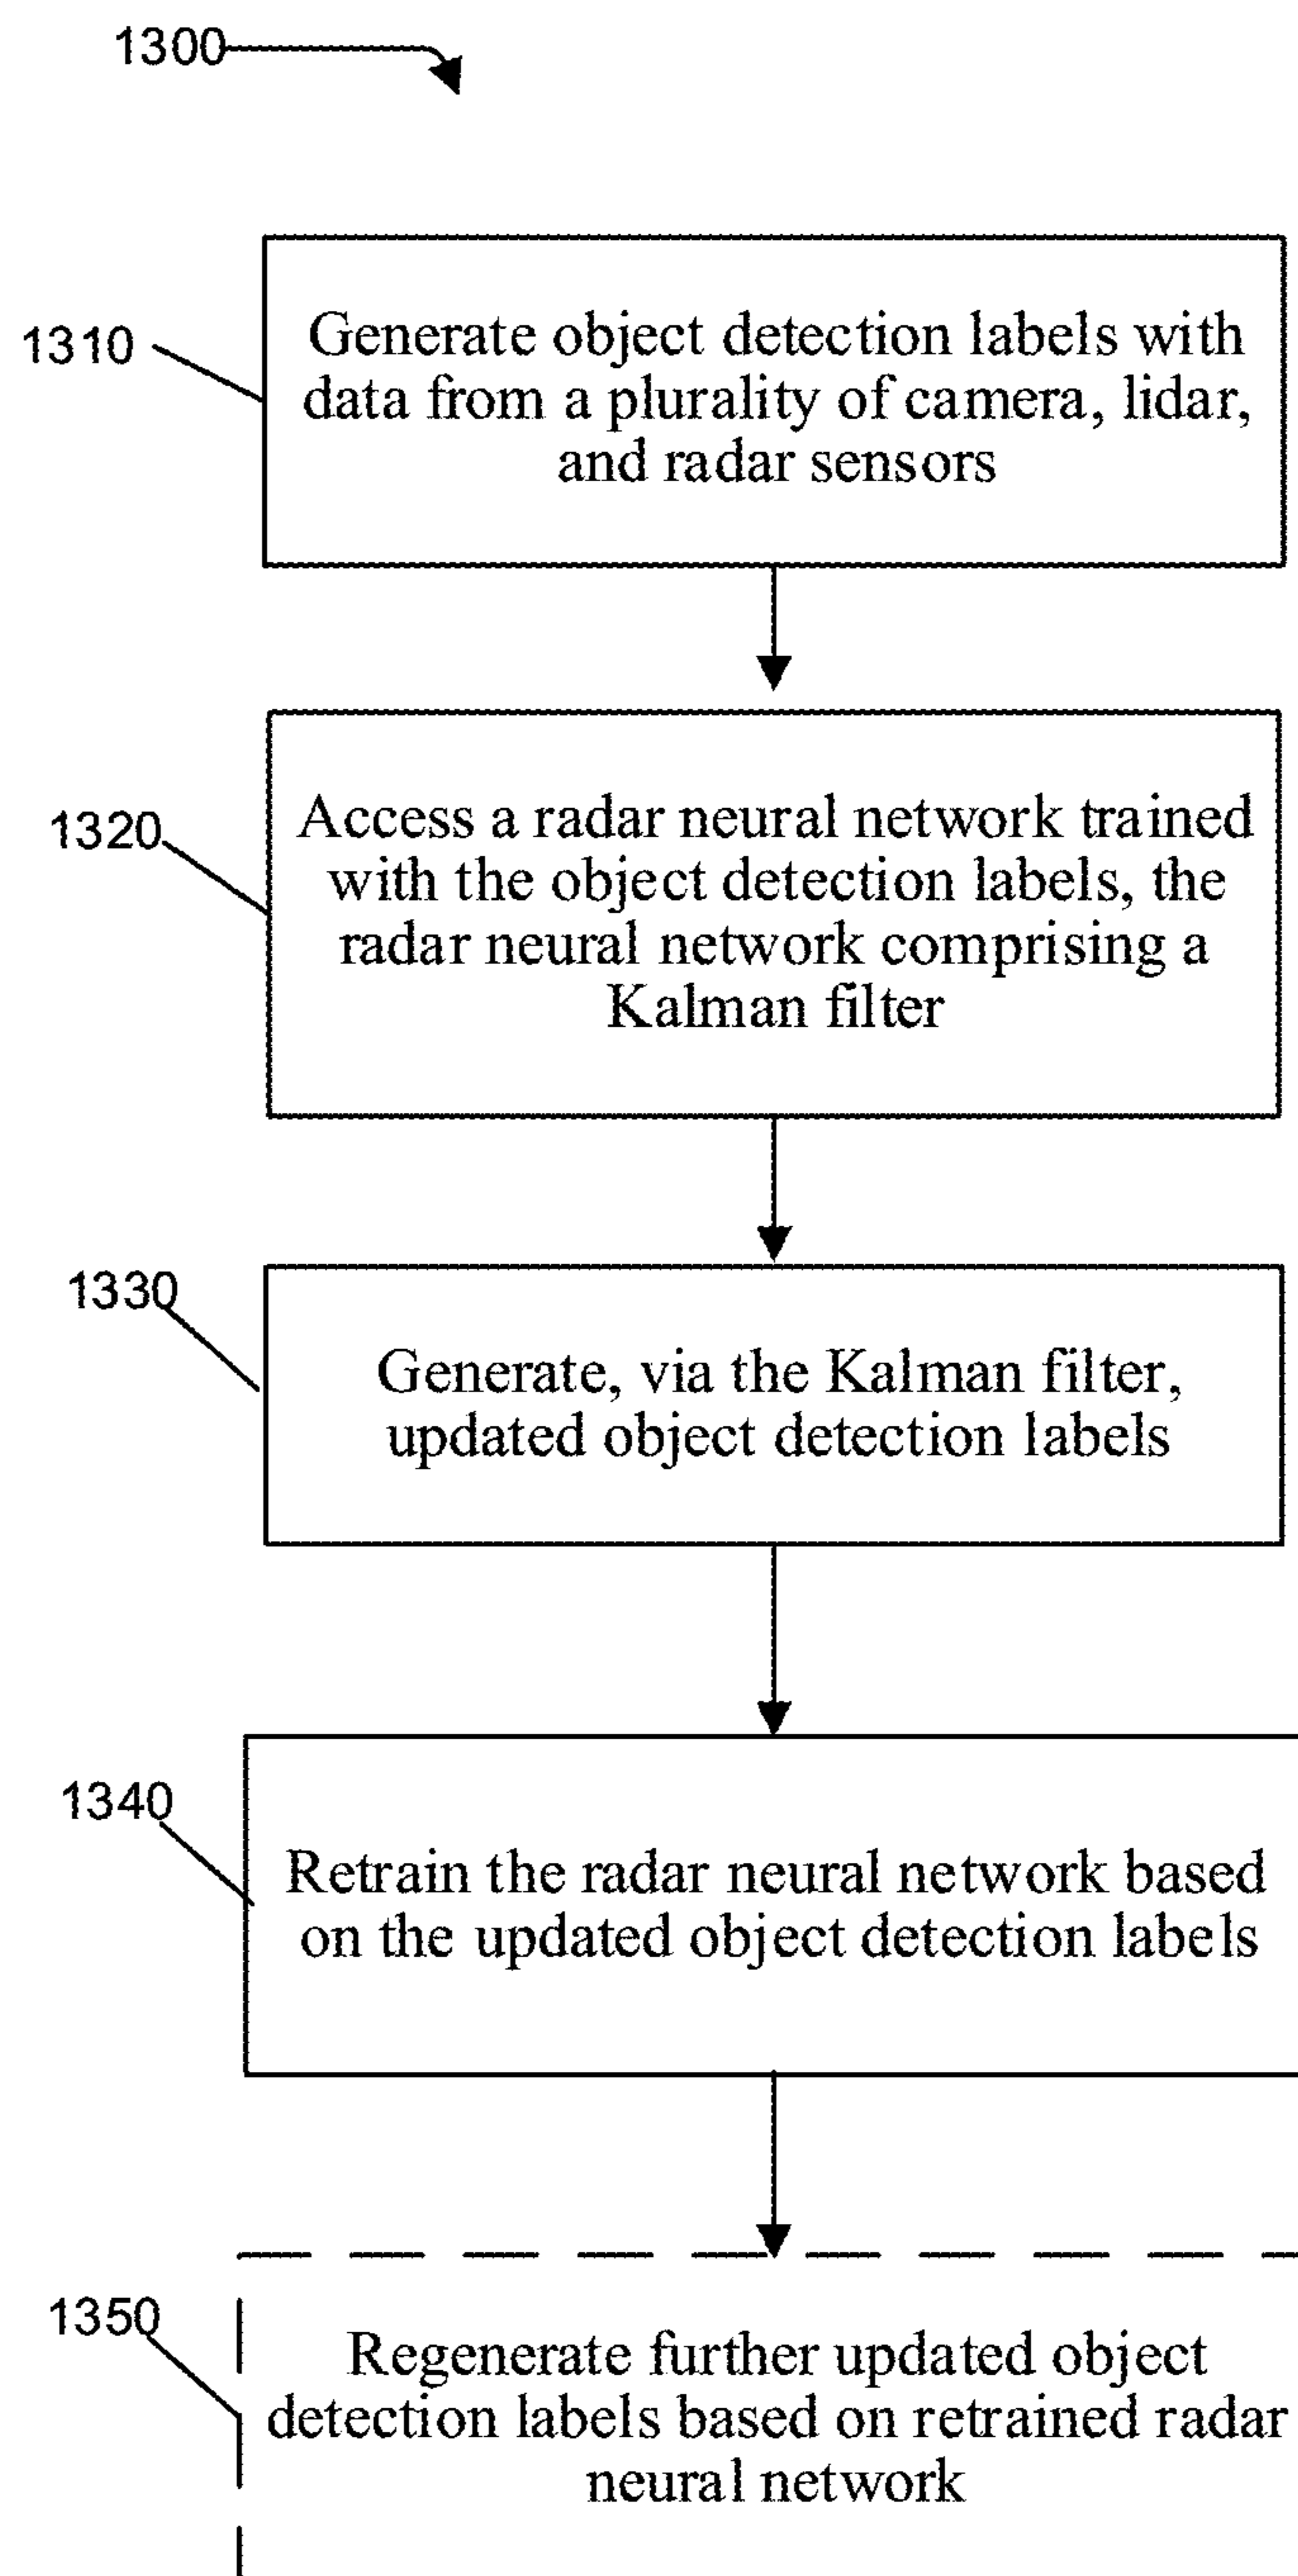 1300
1310
Generate object detection labels with
data from a plurality of camera, lidar,
and radar sensors
1320
Access a radar neural network trained
with the object detection labels, the
radar neural network comprising a
Kalman filter
1330
Generate, via the Kalman filter,
updated object detection labels
1340
Retrain the radar neural network based
on the updated object detection labels
1350
Regenerate further updated object
detection labels based on retrained radar
neural network